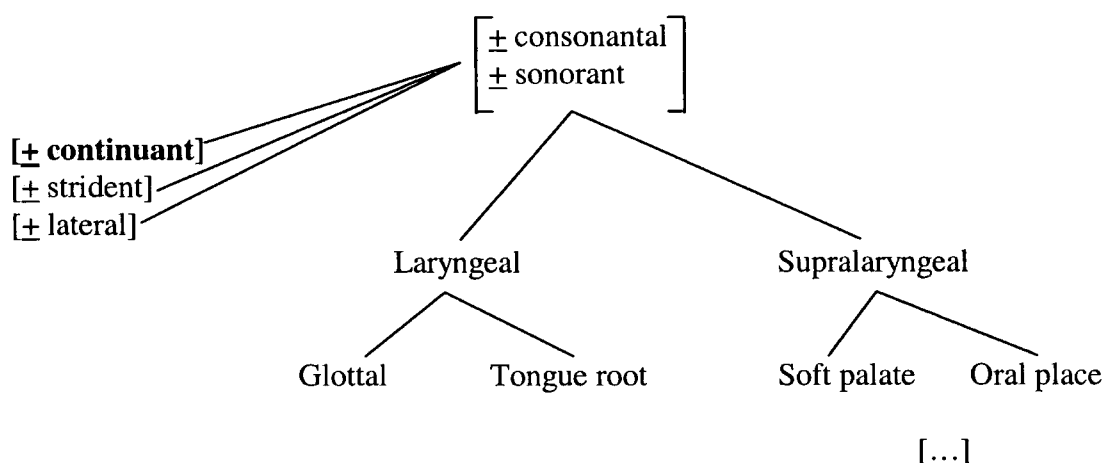 ± consonantal
± sonorant
[± continuant]
[± strident]
[± lateral]
Laryngeal Supralaryngeal
Glottal Tongue root Soft palate Oral place
[...]